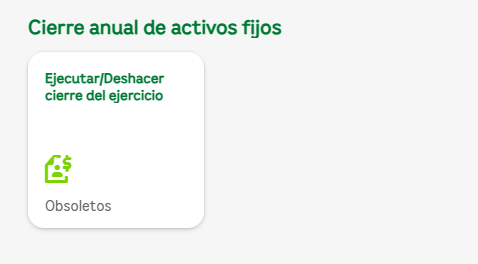 Cierre anual de activos fijos
Ejecutar/Deshacer
cierre del ejercicio
$
Obsoletos